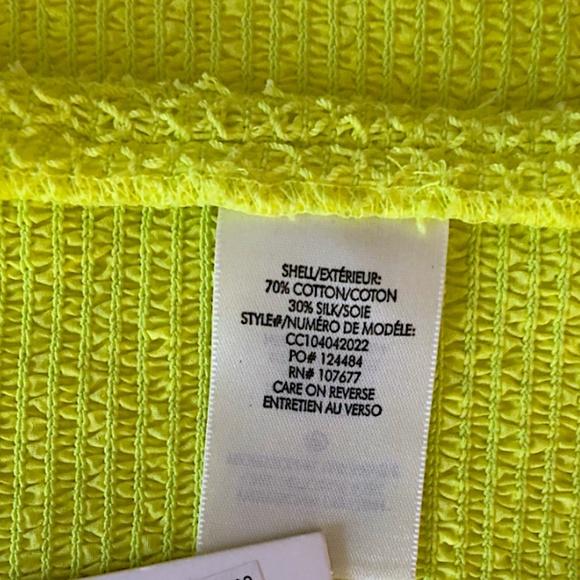 SHELL/EXTÉRIEUR:
70% COTTON/COTON
30% SILK/SOIE
STYLE#/NUMÉRO DE MODÉLE:
CC104042022
PO# 124484
RN# 107677
CARE ON REVERSE
ENTRETIEN AU VERSO